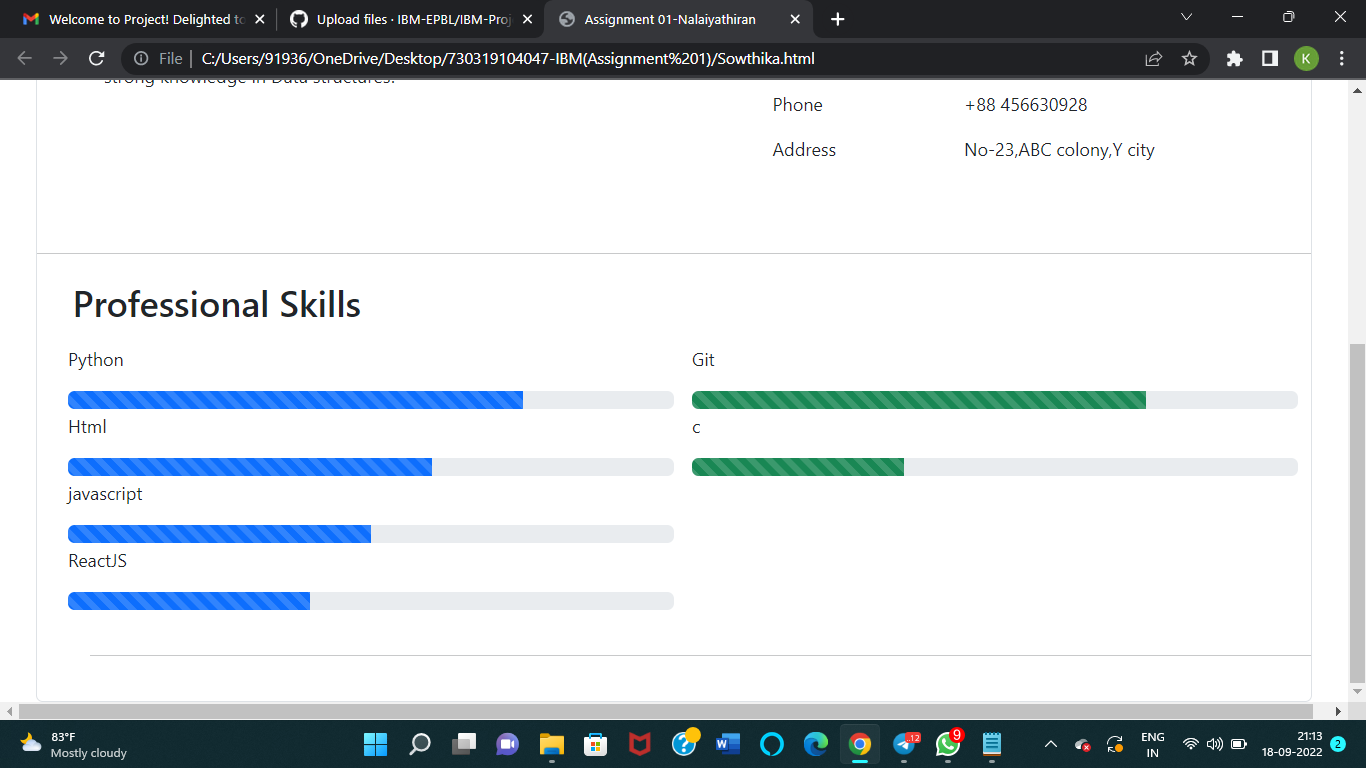 Welcome to Project! Delighted to
Upload files · IBM-EPBL/IBM-Proj
Assignment 01-Nalaiyathiran
File
C:/Users/91936/OneDrive/Desktop/730319104047-IBM(Assignment%201)/Sowthika.html
K
strong knowledge in Data structures.
Phone +88 456630928
Address No-23,ABC colony,Y city
Professional Skills
Python Git
Html c
javascript
ReactJS
83°F
Mostly cloudy
12
9
ENG
IN
21:13
18-09-2022
2